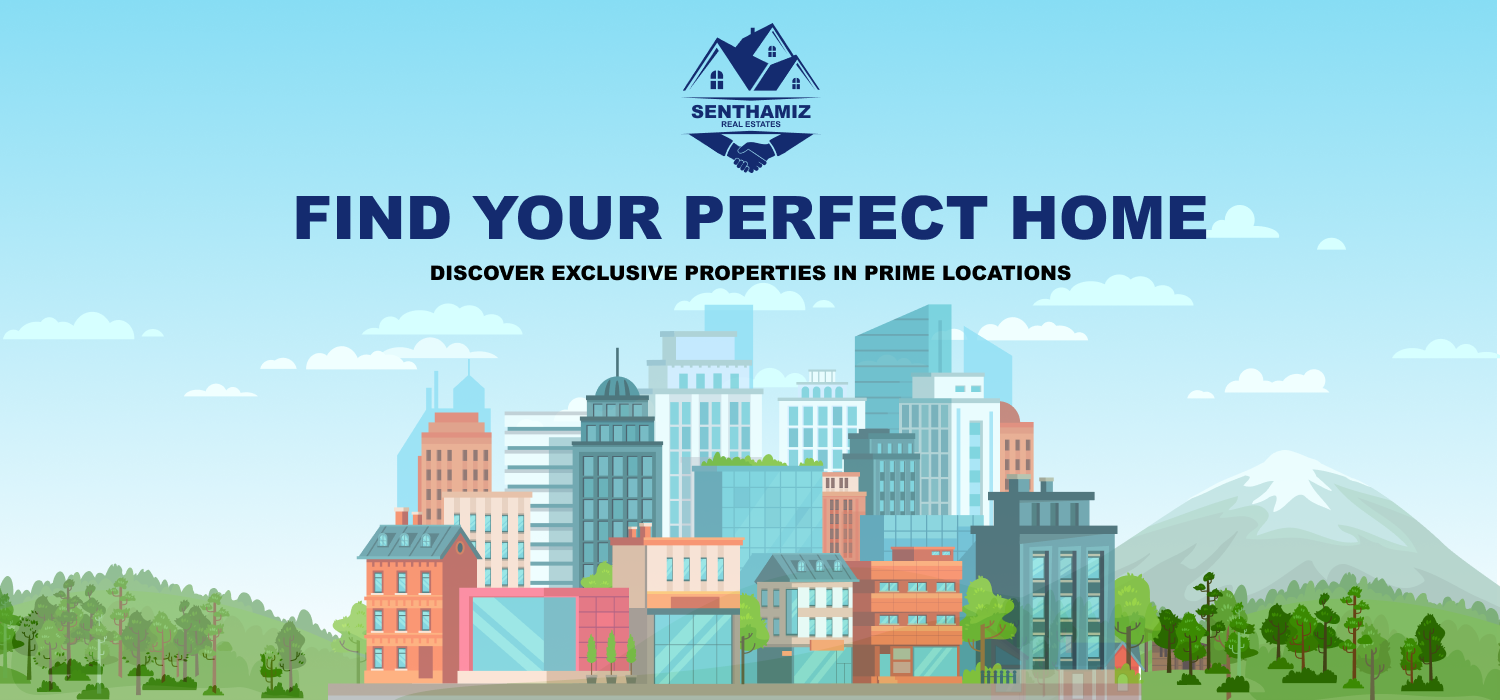 SENTHAMIZ
REAL ESTATES
FIND YOUR PERFECT HOME
DISCOVER EXCLUSIVE PROPERTIES IN PRIME LOCATIONS